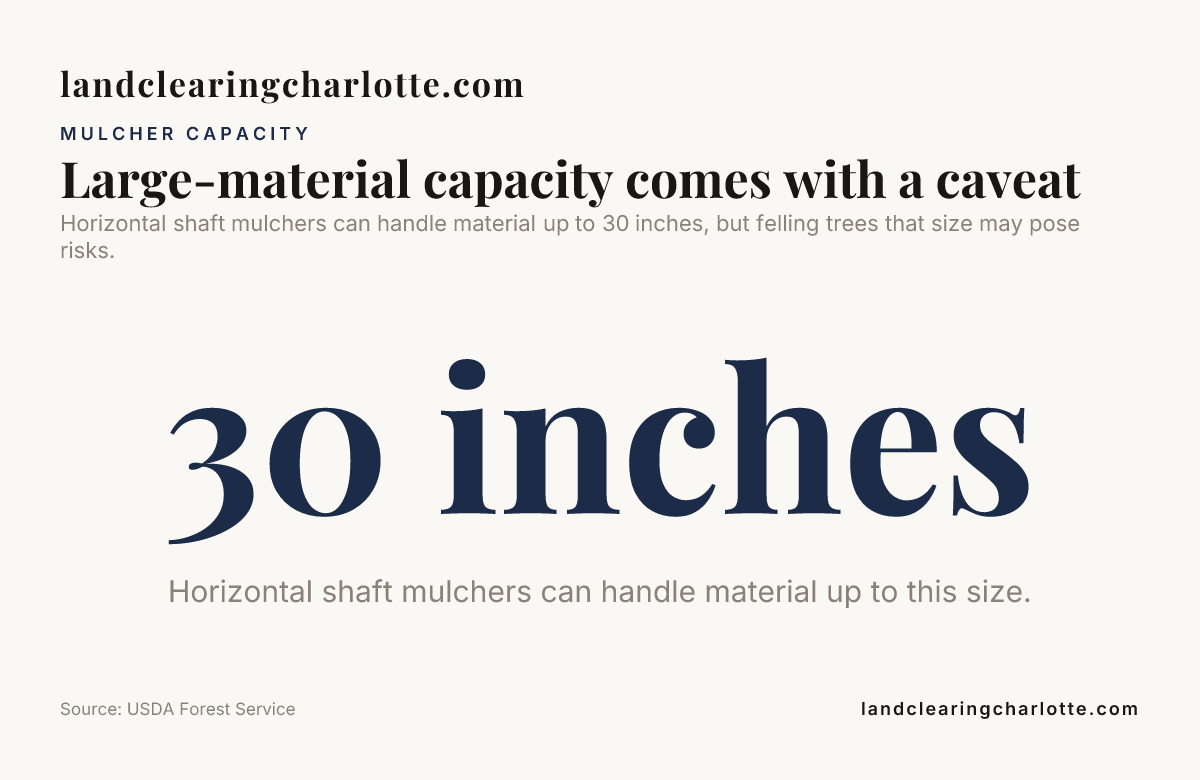 landclearingcharlotte.com
MULCHER CAPACITY
Large-material capacity comes with a caveat
Horizontal shaft mulchers can handle material up to 30 inches, but felling trees that size may pose
risks.
30 inches
Horizontal shaft mulchers can handle material up to this size.
Source: USDA Forest Service
landclearingcharlotte.com